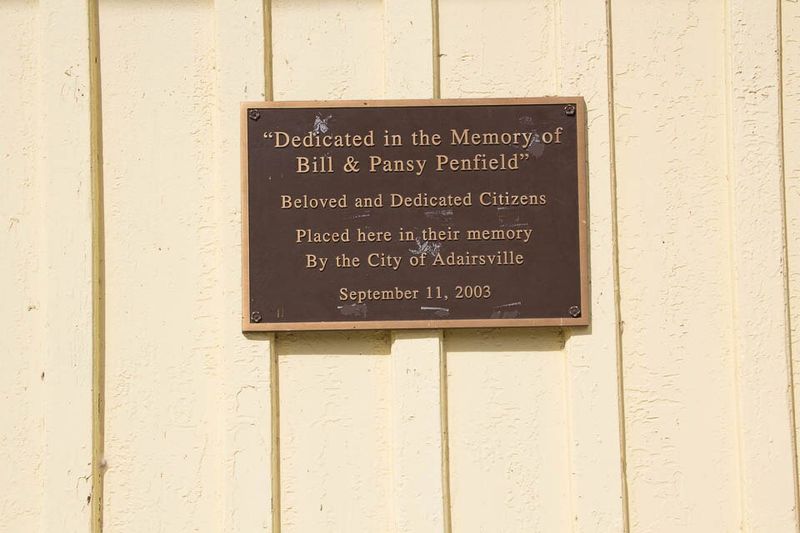 “Dedicated in the Memory of
Bill & Pansy Penfield”
Beloved and Dedicated Citizens
Placed here in their memory
By the City of Adairsville
September 11, 2003